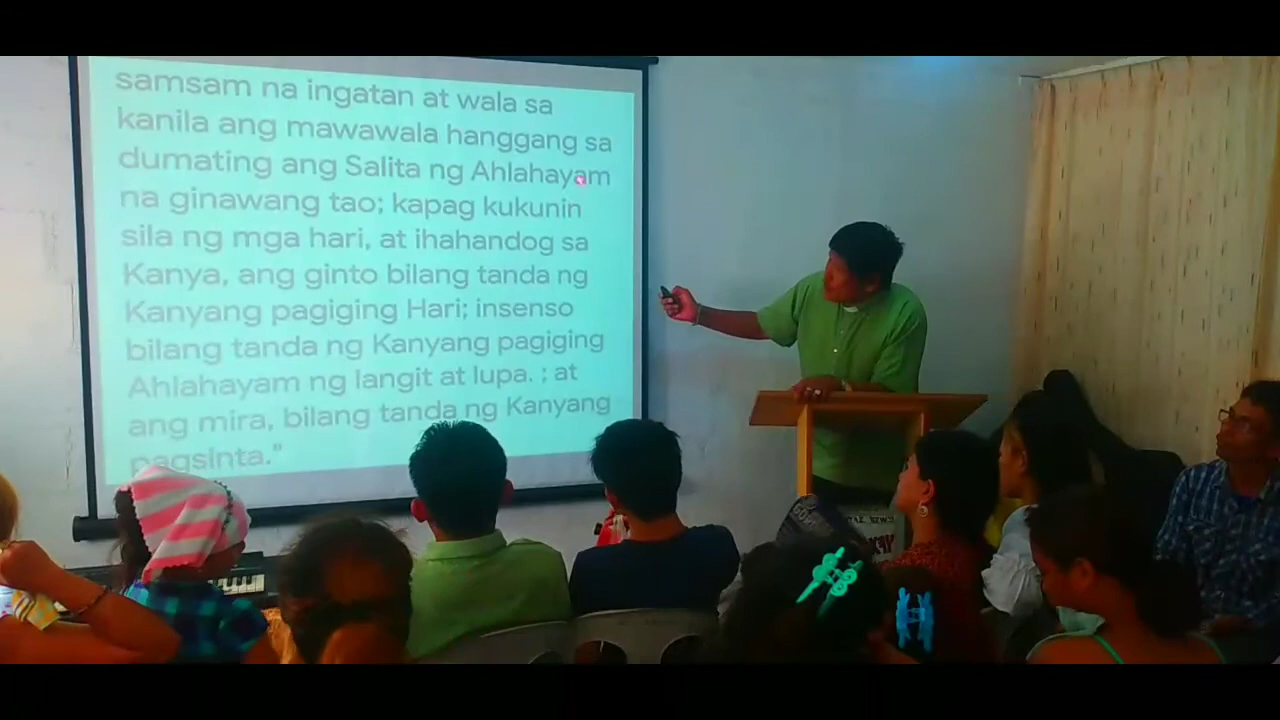 samsam na ingatan at wala sa
kanila ang mawawala hanggang sa
dumating ang Salita ng Ahlahayam
na ginawang tao; kapag kukunin
sila ng mga hari, at ihahandog sa
Kanya, ang ginto bilang tanda ng
Kanyang pagiging Hari; insenso
bilang tanda ng Kanyang pagiging
Ahlahayam ng langit at lupa. ; at
ang mira, bilang tanda ng Kanyang
pagsinta."